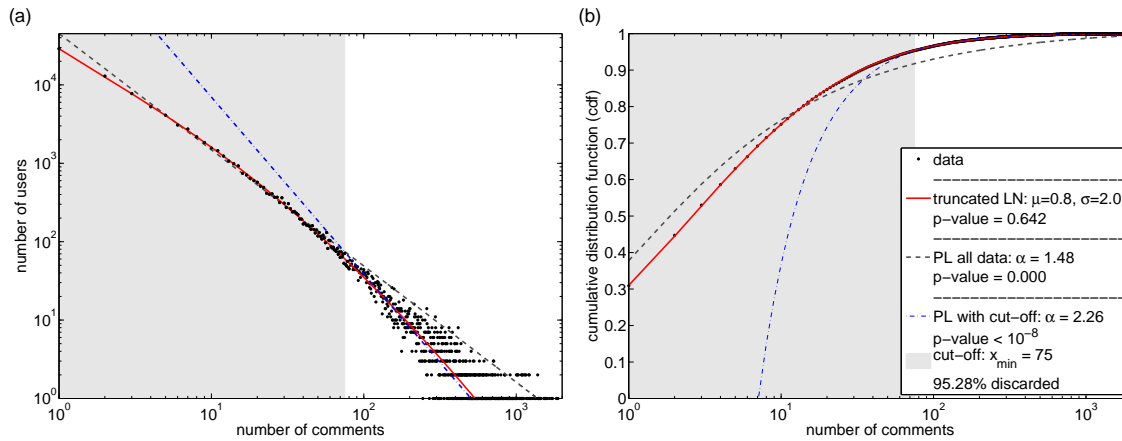 (a)
10^4
10^3
10^2
10^1
10^0
number of users
10^0 10^1 10^2 10^3
number of comments
(b)
1
0.9
0.8
0.7
0.6
0.5
0.4
0.3
0.2
0.1
0
cumulative distribution function (cdf)
10^0 10^1 10^2 10^3
number of comments
data
truncated LN: μ=0.8, σ=2.0
p−value = 0.642
PL all data: α = 1.48
p−value = 0.000
PL with cut−off: α = 2.26
p−value < 10^−8
cut−off: x_min = 75
95.28% discarded